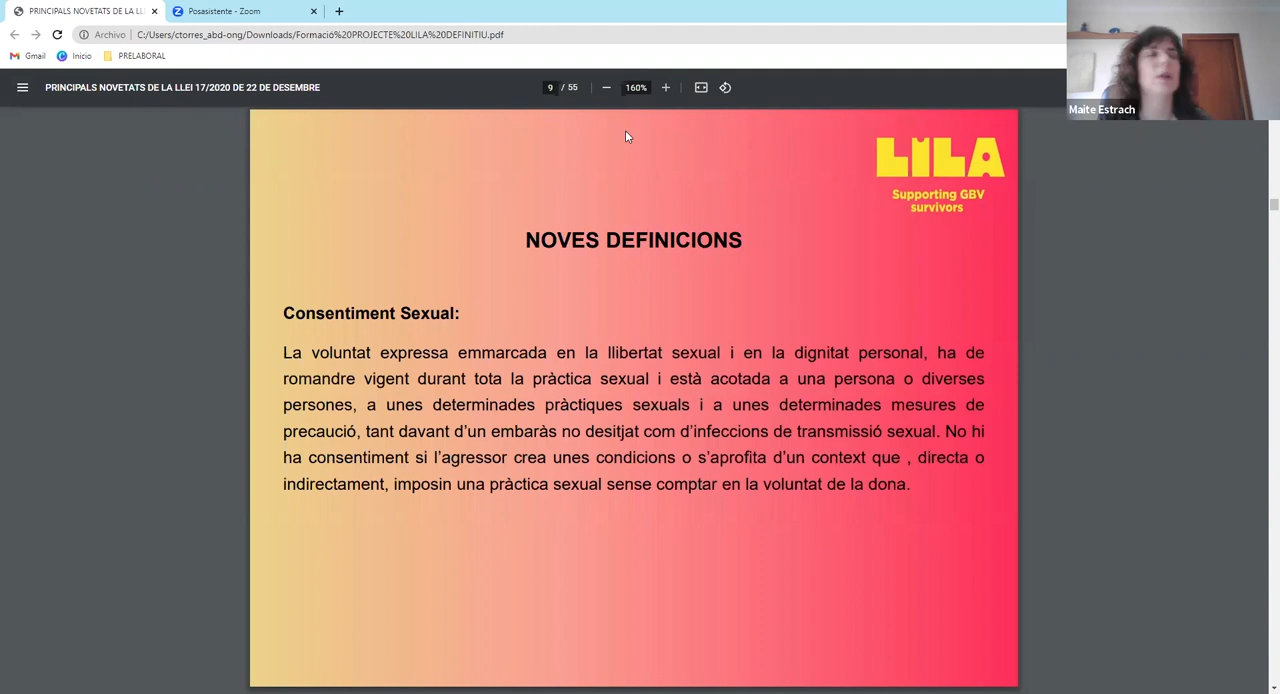 PRINCIPALS NOVETATS DE LA LL
Posasistente - Zoom
Archivo
C:/Users/ctorres_abd-ong/Downloads/Formació%20PROJECTE%20LILA%20DEFINITIU.pdf
Gmail
Inicio
PRELABORAL
PRINCIPALS NOVETATS DE LA LLEI 17/2020 DE 22 DE DESEMBRE
9 / 55
160%
Maite Estrach
LILA
Supporting GBV
survivors
NOVES DEFINICIONS
Consentiment Sexual:
La voluntat expressa emmarcada en la llibertat sexual i en la dignitat personal, ha de
romandre vigent durant tota la pràctica sexual i està acotada a una persona o diverses
persones, a unes determinades pràctiques sexuals i a unes determinades mesures de
precaució, tant davant d’un embaràs no desitjat com d’infeccions de transmissió sexual. No hi
ha consentiment si l’agressor crea unes condicions o s’aprofita d’un context que , directa o
indirectament, imposin una pràctica sexual sense comptar en la voluntat de la dona.